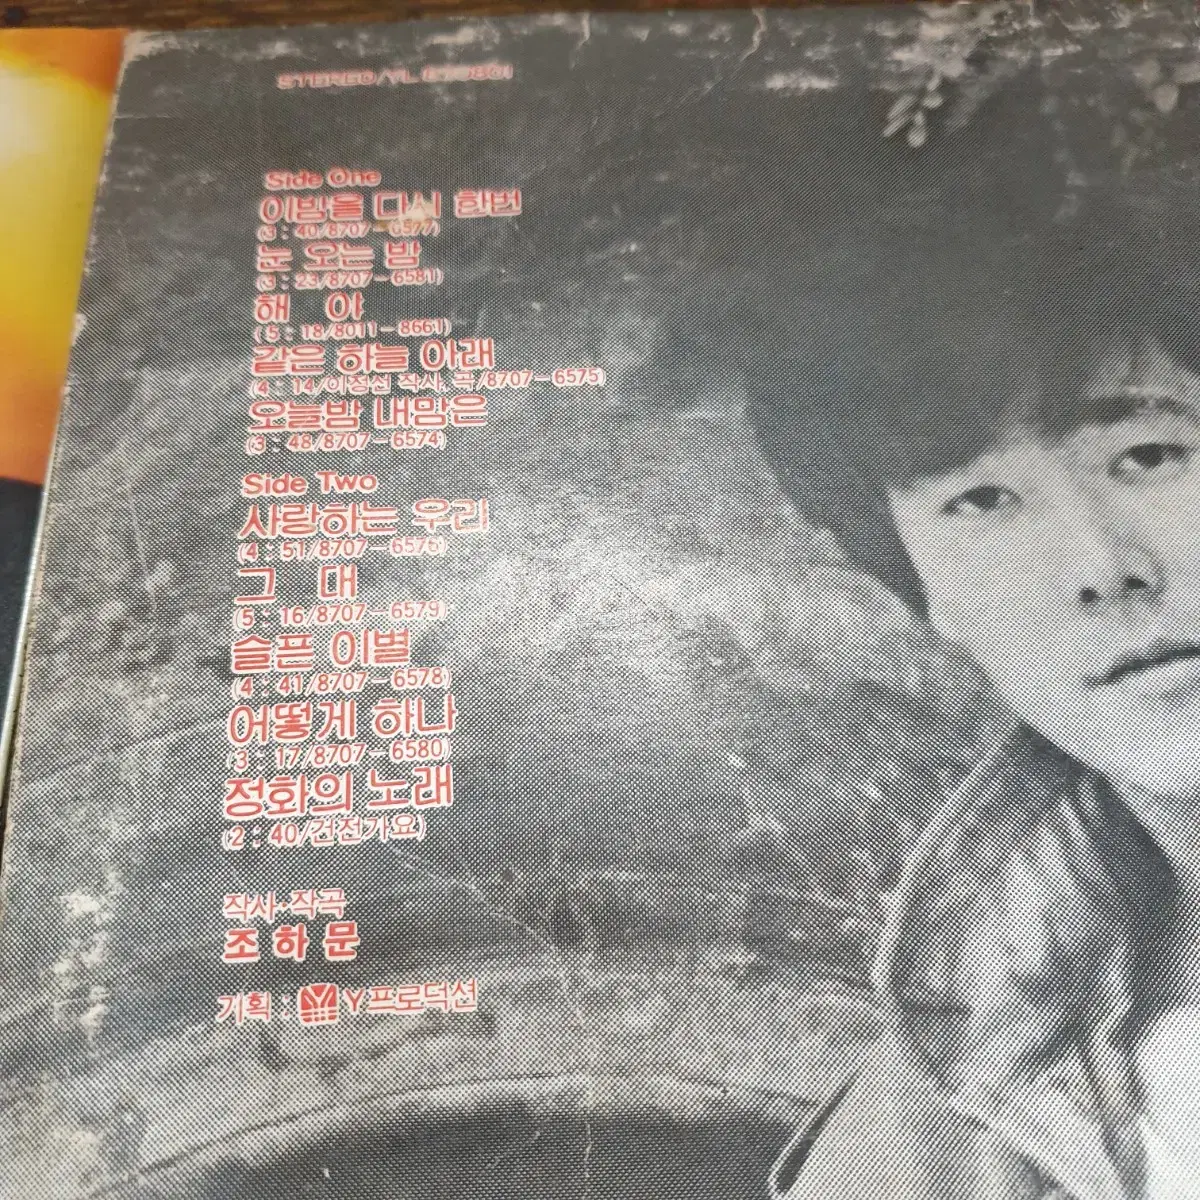 STEREO/YL 870801
Side One
이밤을 다시 한번
(3 : 40/8707-6577)
눈 오는 밤
(3 : 23/8707-6581)
해 야
(5 : 18/8011-8661)
같은 하늘 아래
(4 : 14/이정선 작사, 곡/8707-6575)
오늘밤 내맘은
(3 : 48/8707-6574)
Side Two
사랑하는 우리
(4 : 51/8707-6576)
그 대
(5 : 16/8707-6579)
슬픈 이별
(4 : 41/8707-6578)
어떻게 하나
(3 : 17/8707-6580)
정화의 노래
(2 : 40/건전가요)
작사·작곡
조 하 문
기획 : Y프로덕션